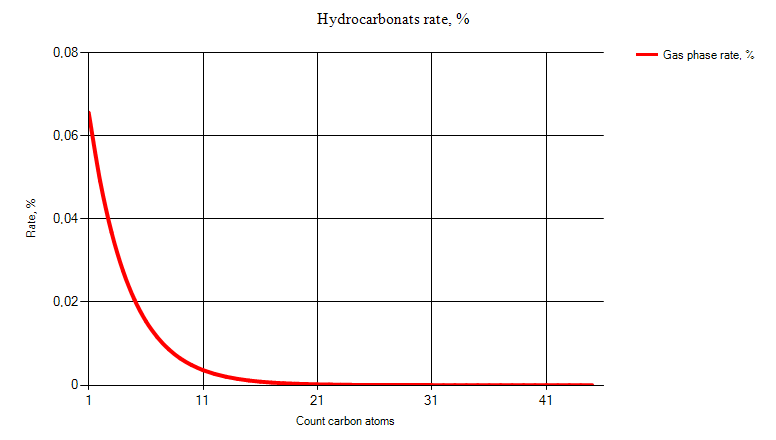 Hydrocarbonats rate, %
Gas phase rate, %
0,08
0,06
0,04
0,02
0
Rate, %
1 11 21 31 41
Count carbon atoms